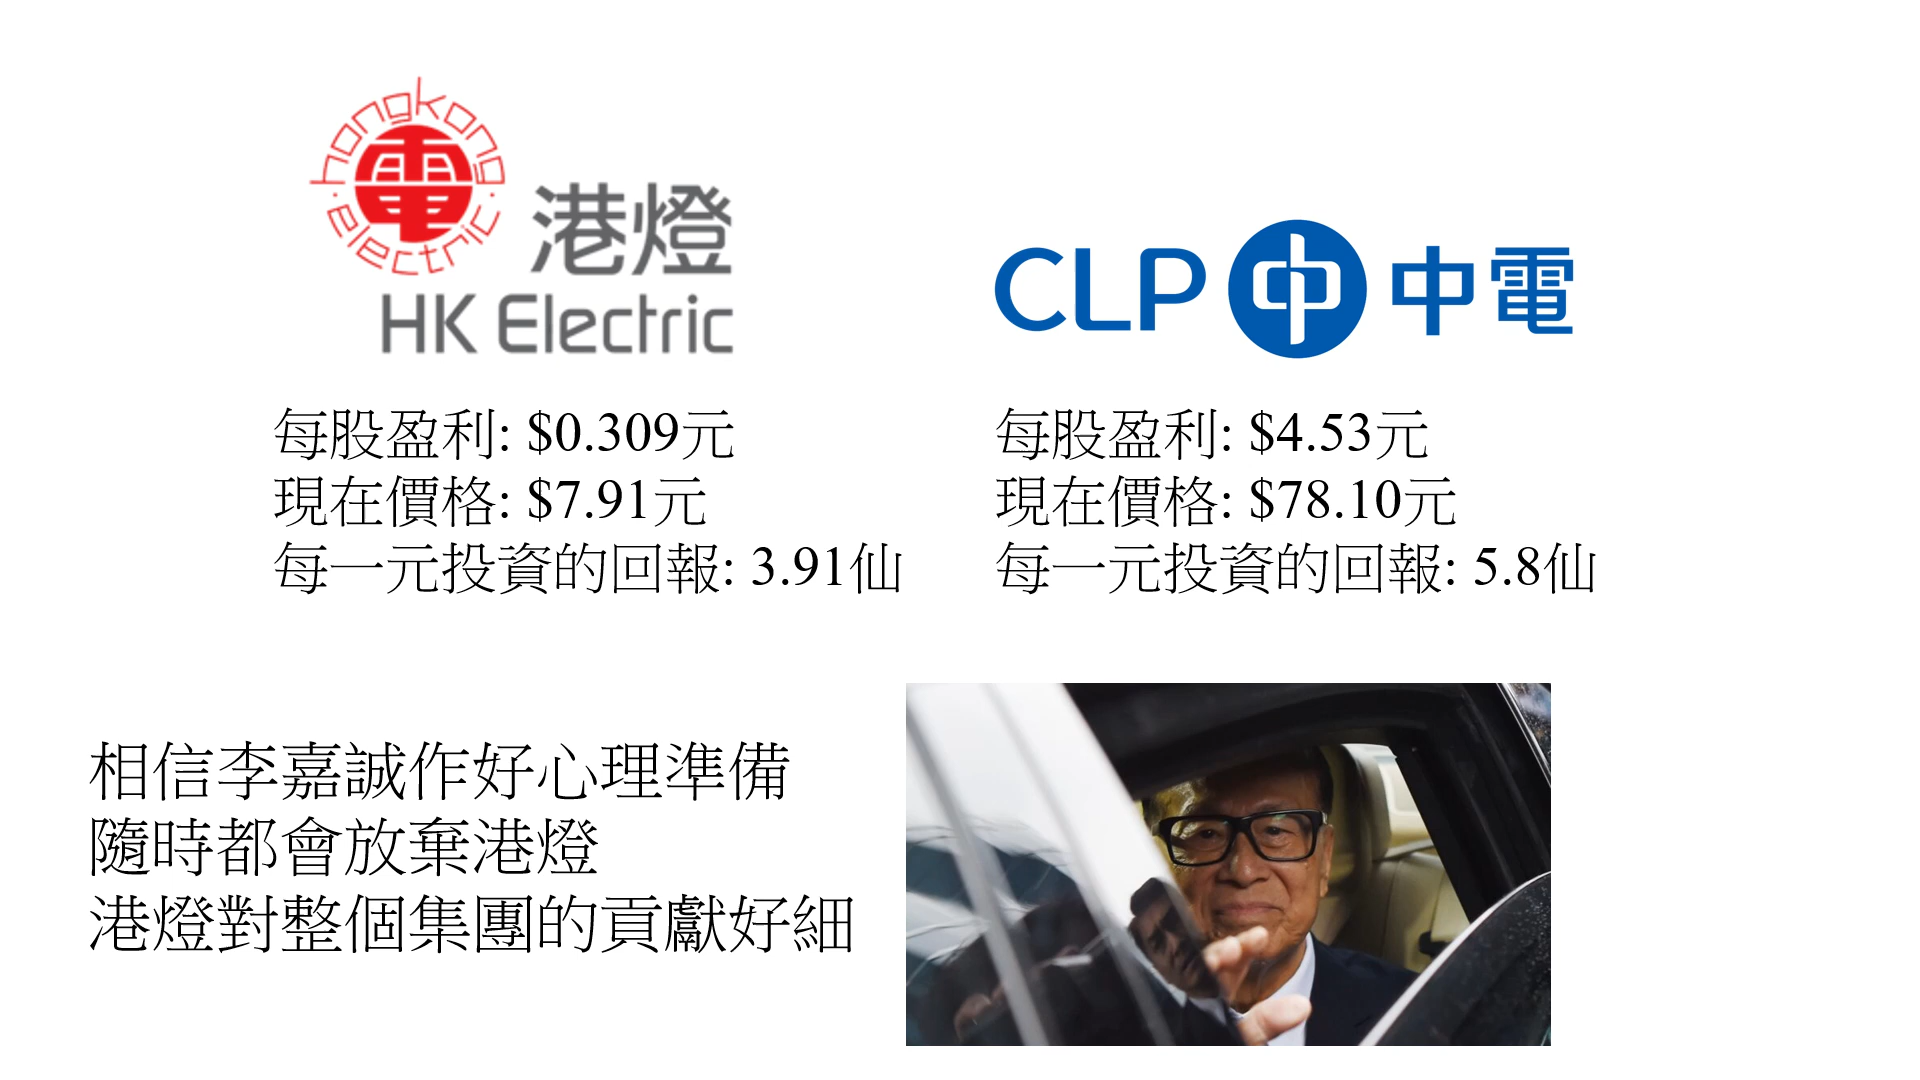 hongkong electric
電
港燈
HK Electric
CLP 中電
每股盈利: $0.309元
現在價格: $7.91元
每一元投資的回報: 3.91仙
每股盈利: $4.53元
現在價格: $78.10元
每一元投資的回報: 5.8仙
相信李嘉誠作好心理準備
隨時都會放棄港燈
港燈對整個集團的貢獻好細